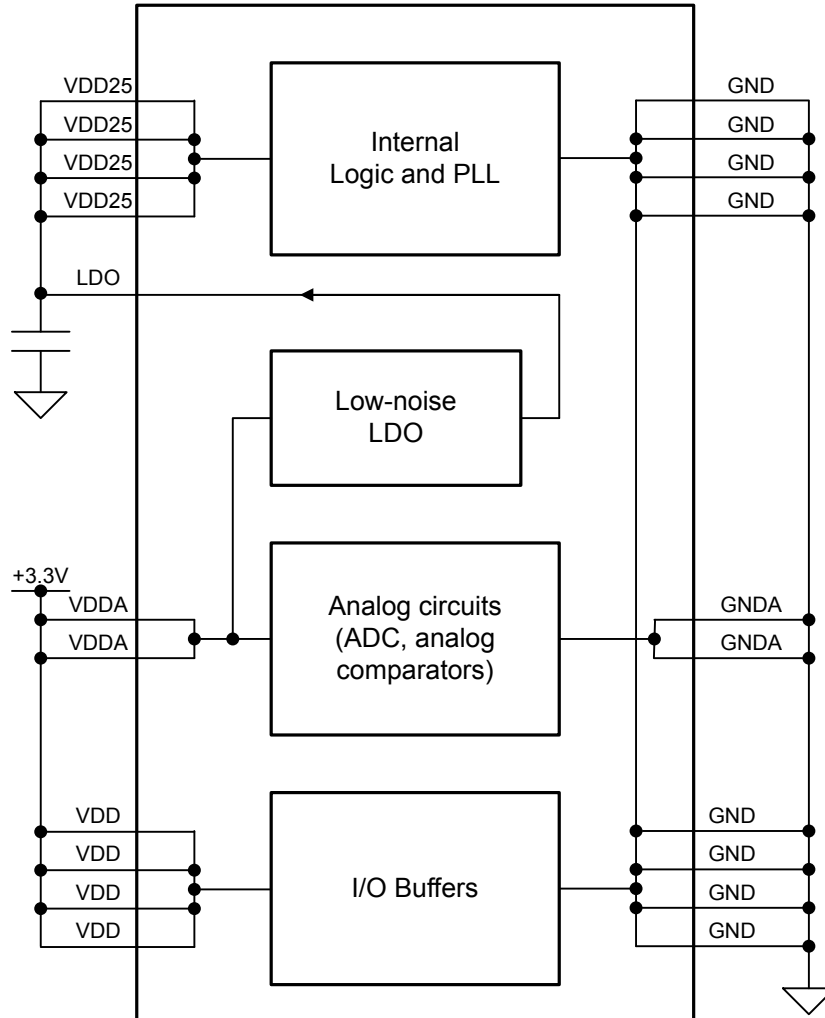 VDD25
VDD25
VDD25
VDD25
Internal
Logic and PLL
GND
GND
GND
GND
LDO
Low-noise
LDO
+3.3V
VDDA
VDDA
Analog circuits
(ADC, analog
comparators)
GNDA
GNDA
VDD
VDD
VDD
VDD
I/O Buffers
GND
GND
GND
GND